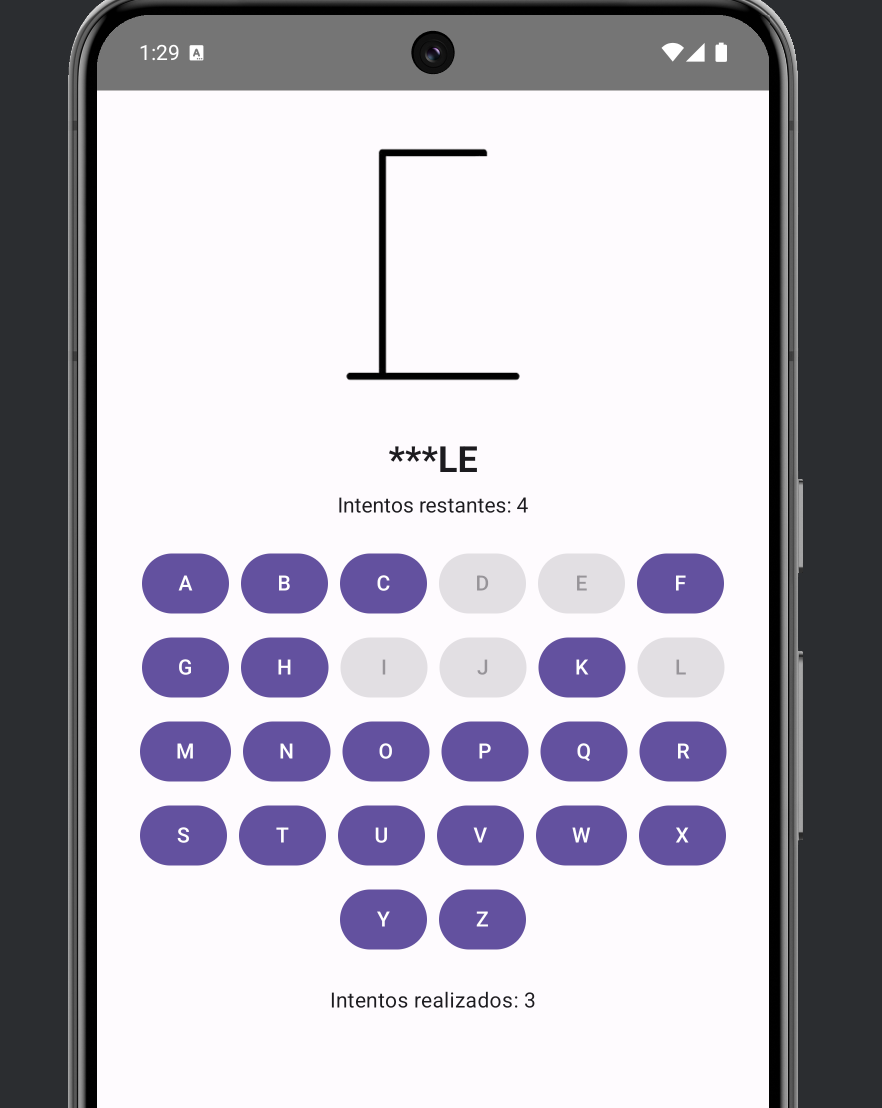 1:29 A
***LE
Intentos restantes: 4
A B C D E F
G H I J K L
M N O P Q R
S T U V W X
Y Z
Intentos realizados: 3